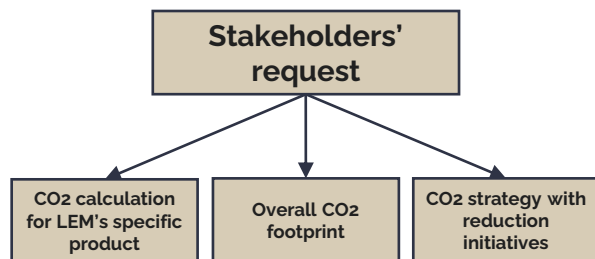 Stakeholders’
request
CO2 calculation
for LEM’s specific
product
Overall CO2
footprint
CO2 strategy with
reduction
initiatives